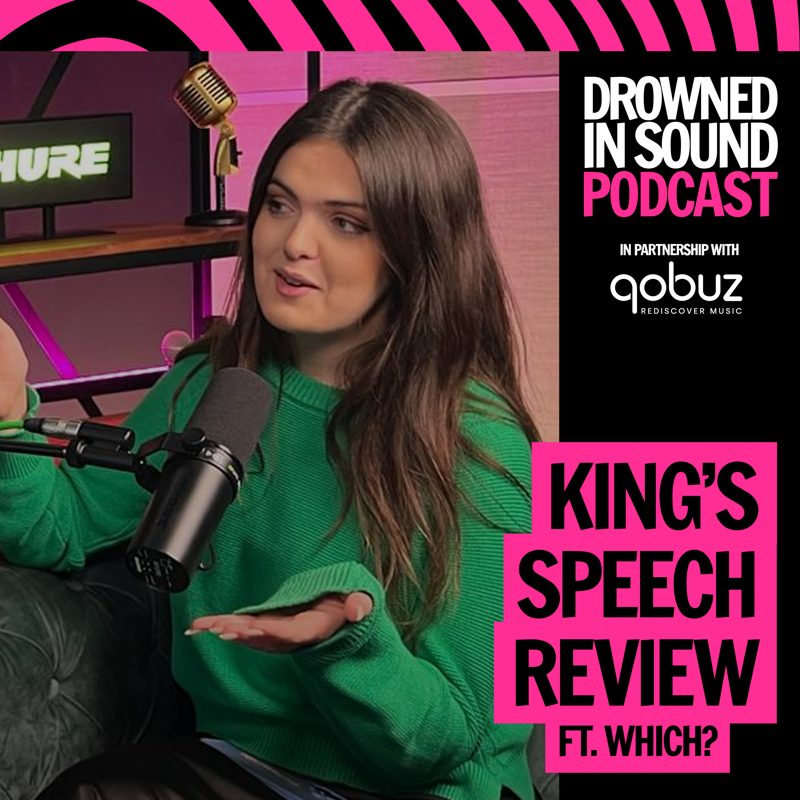 HURE
DROWNED
IN SOUND
PODCAST
IN PARTNERSHIP WITH
qobuz
REDISCOVER MUSIC
KING'S
SPEECH
REVIEW
FT. WHICH?